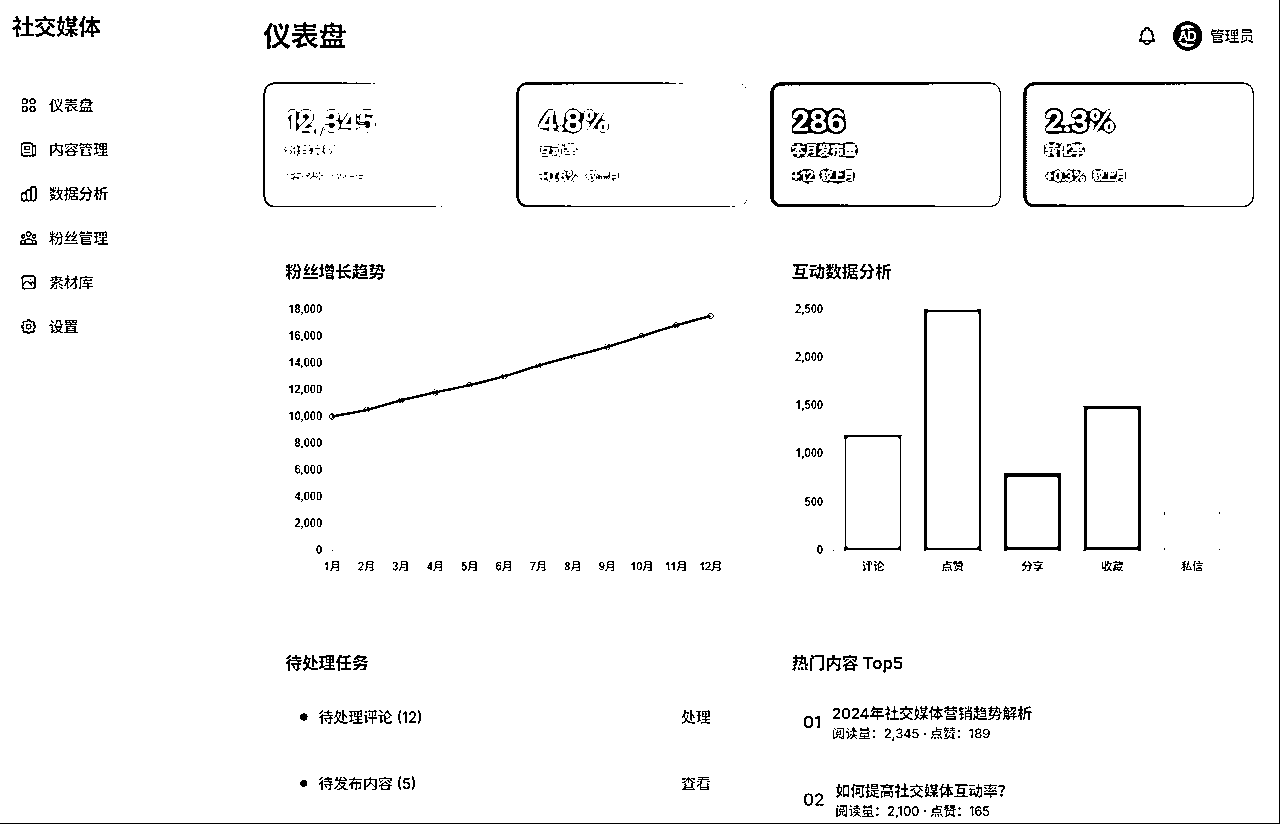 社交媒体
仪表盘
内容管理
数据分析
粉丝管理
素材库
设置
仪表盘
AD 管理员
12,345
4.8%
互动率
+0.6% 较上月
286
本月发布量
+12 较上月
2.3%
转化率
+0.3% 较上月
粉丝增长趋势
18,000
16,000
14,000
12,000
10,000
8,000
6,000
4,000
2,000
0
1月 2月 3月 4月 5月 6月 7月 8月 9月 10月 11月 12月
互动数据分析
2,500
2,000
1,500
1,000
500
0
评论 点赞 分享 收藏 私信
待处理任务
待处理评论 (12) 处理
待发布内容 (5) 查看
热门内容 Top5
01 2024年社交媒体营销趋势解析
阅读量：2,345 · 点赞：189
02 如何提高社交媒体互动率？
阅读量：2,100 · 点赞：165